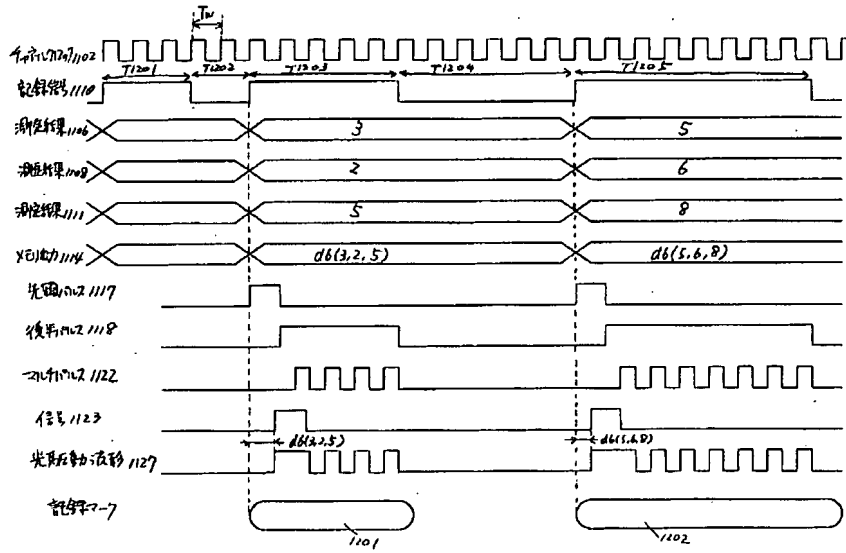 Tw
チャネルクロック1102
T1201 T1202 T1203 T1204 T1205
記録信号1110
測定結果1106 3 5
測定結果1108 2 6
測定結果1111 5 8
メモリ出力1114 d6(3,2,5) d6(5,6,8)
先頭パルス1117
後半パルス1118
マルチパルス1122
信号1123
d6(3,2,5) d6(5,6,8)
光駆動波形1127
記録マーク
1201 1202